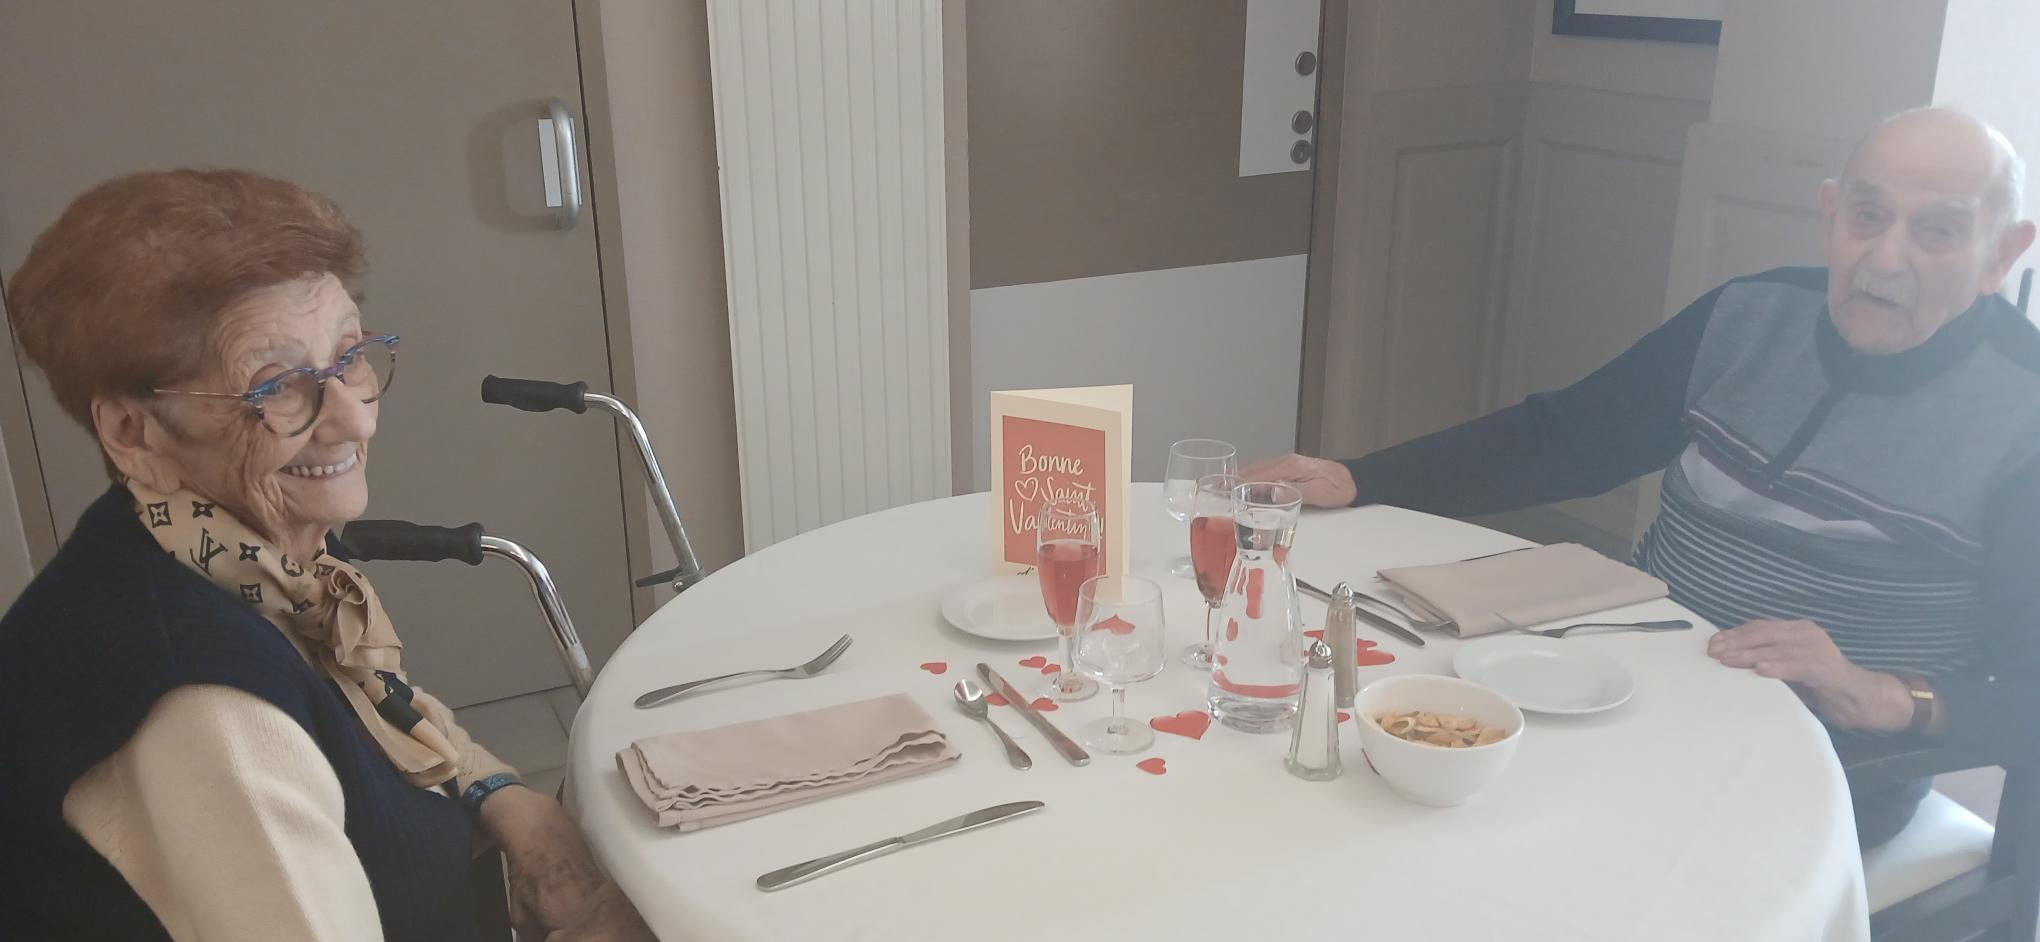 Bonne
♡ Saint
Valentin